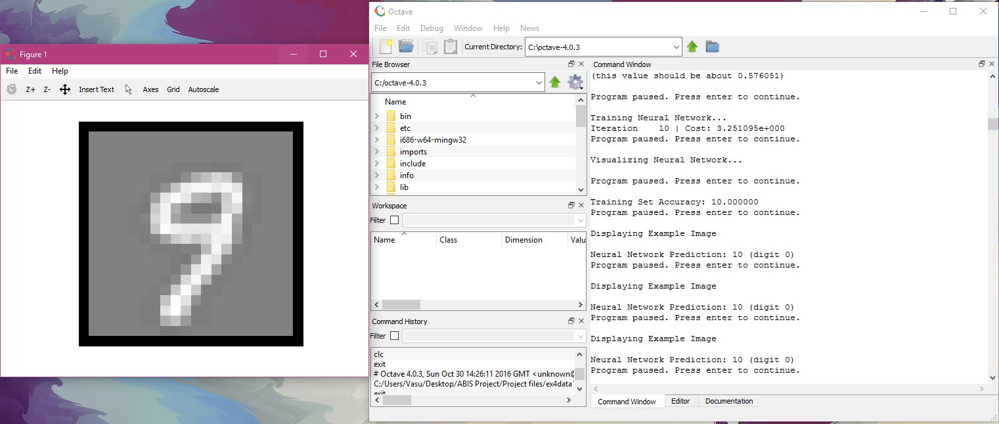 Figure 1
File Edit Help
Z+ Z- Insert Text Axes Grid Autoscale
Octave
File Edit Debug Window Help News
Current Directory: C:\octave-4.0.3
File Browser
C:/octave-4.0.3
Name
bin
etc
i686-w64-mingw32
imports
include
info
lib
Workspace
Filter
Name Class Dimension Valu
Command History
Filter
clc
exit
# Octave 4.0.3, Sun Oct 30 14:26:11 2016 GMT <unknown@
C:/Users/Vasu/Desktop/ABIS Project/Project files/ex4data1
exit
Command Window
(this value should be about 0.576051)
Program paused. Press enter to continue.
Training Neural Network...
Iteration 10 | Cost: 3.251095e+000
Program paused. Press enter to continue.
Visualizing Neural Network...
Program paused. Press enter to continue.
Training Set Accuracy: 10.000000
Program paused. Press enter to continue.
Displaying Example Image
Neural Network Prediction: 10 (digit 0)
Program paused. Press enter to continue.
Displaying Example Image
Neural Network Prediction: 10 (digit 0)
Program paused. Press enter to continue.
Displaying Example Image
Neural Network Prediction: 10 (digit 0)
Program paused. Press enter to continue.
Command Window Editor Documentation
9